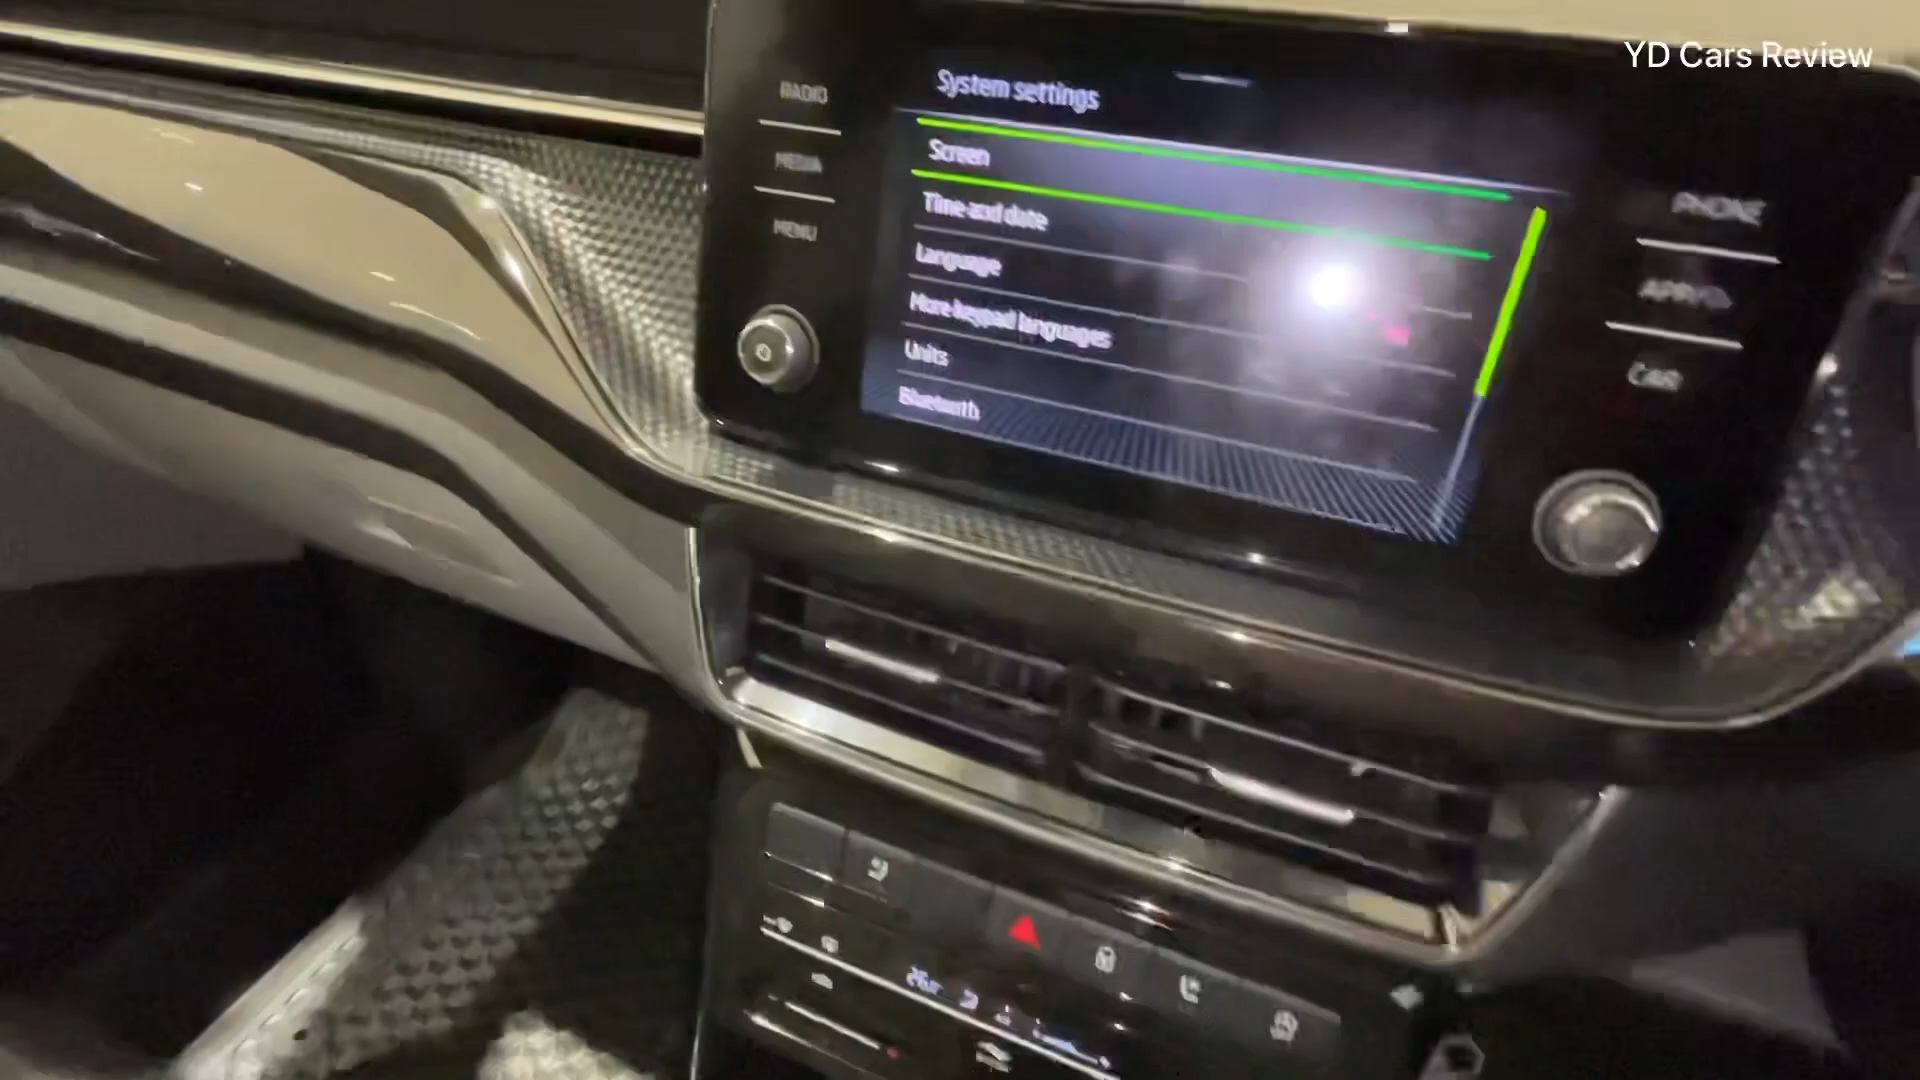 YD Cars Review
System settings
RADIO
Screen
MEDIA
Time and date
PHONE
MENU
Language
More keypad languages
Units
CAR
Bluetooth